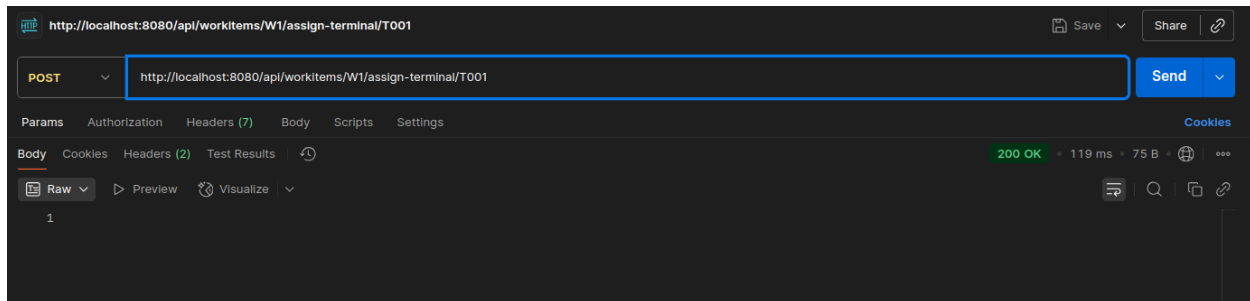 HTTP http://localhost:8080/api/workitems/W1/assign-terminal/T001 Save Share
POST http://localhost:8080/api/workitems/W1/assign-terminal/T001 Send
Params Authorization Headers (7) Body Scripts Settings Cookies
Body Cookies Headers (2) Test Results 200 OK • 119 ms • 75 B •
Raw Preview Visualize
1